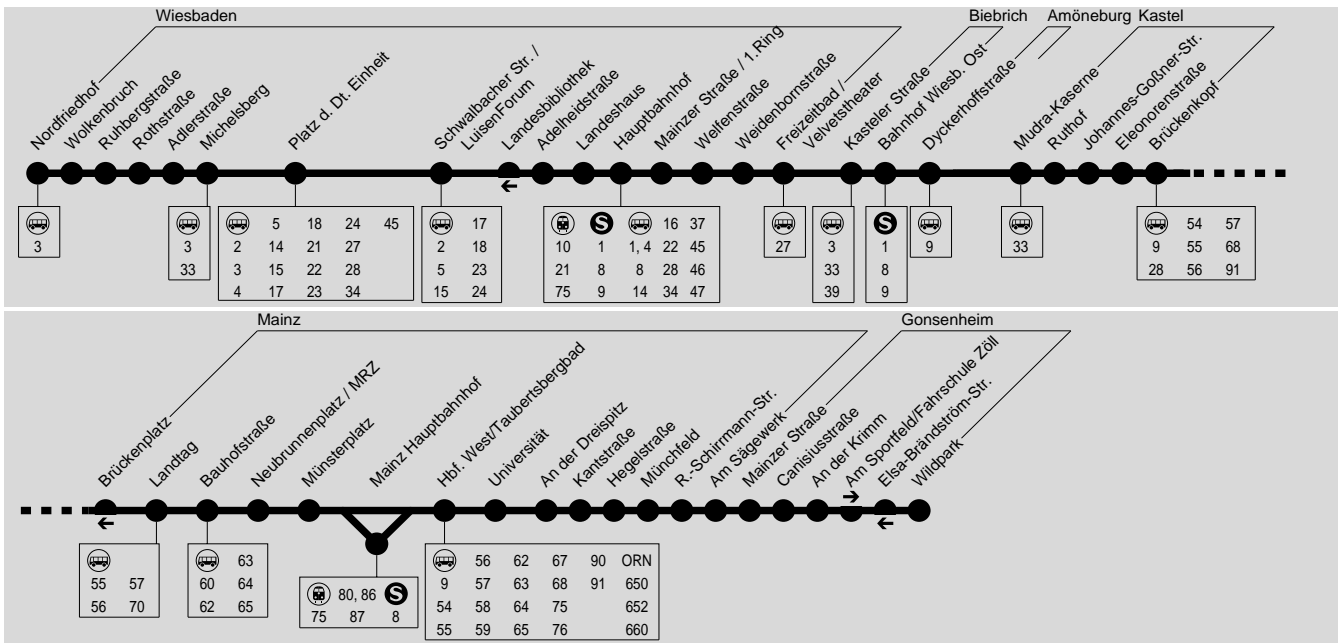 Wiesbaden
Biebrich
Amöneburg
Kastel
Nordfriedhof
Wolkenbruch
Ruhbergstraße
Rothstraße
Adlerstraße
Michelsberg
Platz d. Dt. Einheit
Schwalbacher Str. /
LuisenForum
Landesbibliothek
Adelheidstraße
Landeshaus
Hauptbahnhof
Mainzer Straße / 1.Ring
Welfenstraße
Weidenbornstraße
Freizeitbad /
Velvetstheater
Kasteler Straße
Bahnhof Wiesb. Ost
Dyckerhoffstraße
Mudra-Kaserne
Ruthof
Johannes-Goßner-Str.
Eleonorenstraße
Brückenkopf
3
3
33
5 18 24 45
2 14 21 27
3 15 22 28
4 17 23 34
17
2 18
5 23
15 24
S 16 37
10 1 1, 4 22 45
21 8 8 28 46
75 9 14 34 47
27
3
33
39
S
1
8
9
9
33
54 57
9 55 68
28 56 91
Mainz
Gonsenheim
Brückenplatz
Landtag
Bauhofstraße
Neubrunnenplatz / MRZ
Münsterplatz
Mainz Hauptbahnhof
Hbf. West/Taubertsbergbad
Universität
An der Dreispitz
Kantstraße
Hegelstraße
Münchfeld
R.-Schirrmann-Str.
Am Sägewerk
Mainzer Straße
Canisiusstraße
An der Krimm
Am Sportfeld/Fahrschule Zöll
Elsa-Brändström-Str.
Wildpark
55 57
56 70
63
60 64
62 65
80, 86 S
75 87 8
56 62 67 90 ORN
9 57 63 68 91 650
54 58 64 75 652
55 59 65 76 660